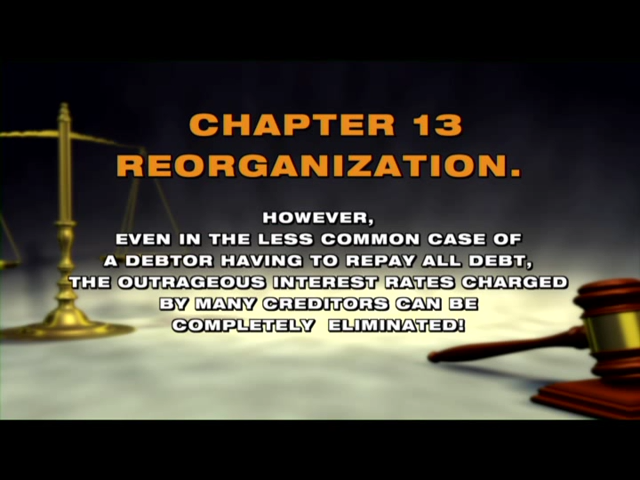 CHAPTER 13
REORGANIZATION.
HOWEVER,
EVEN IN THE LESS COMMON CASE OF
A DEBTOR HAVING TO REPAY ALL DEBT,
THE OUTRAGEOUS INTEREST RATES CHARGED
BY MANY CREDITORS CAN BE
COMPLETELY ELIMINATED!